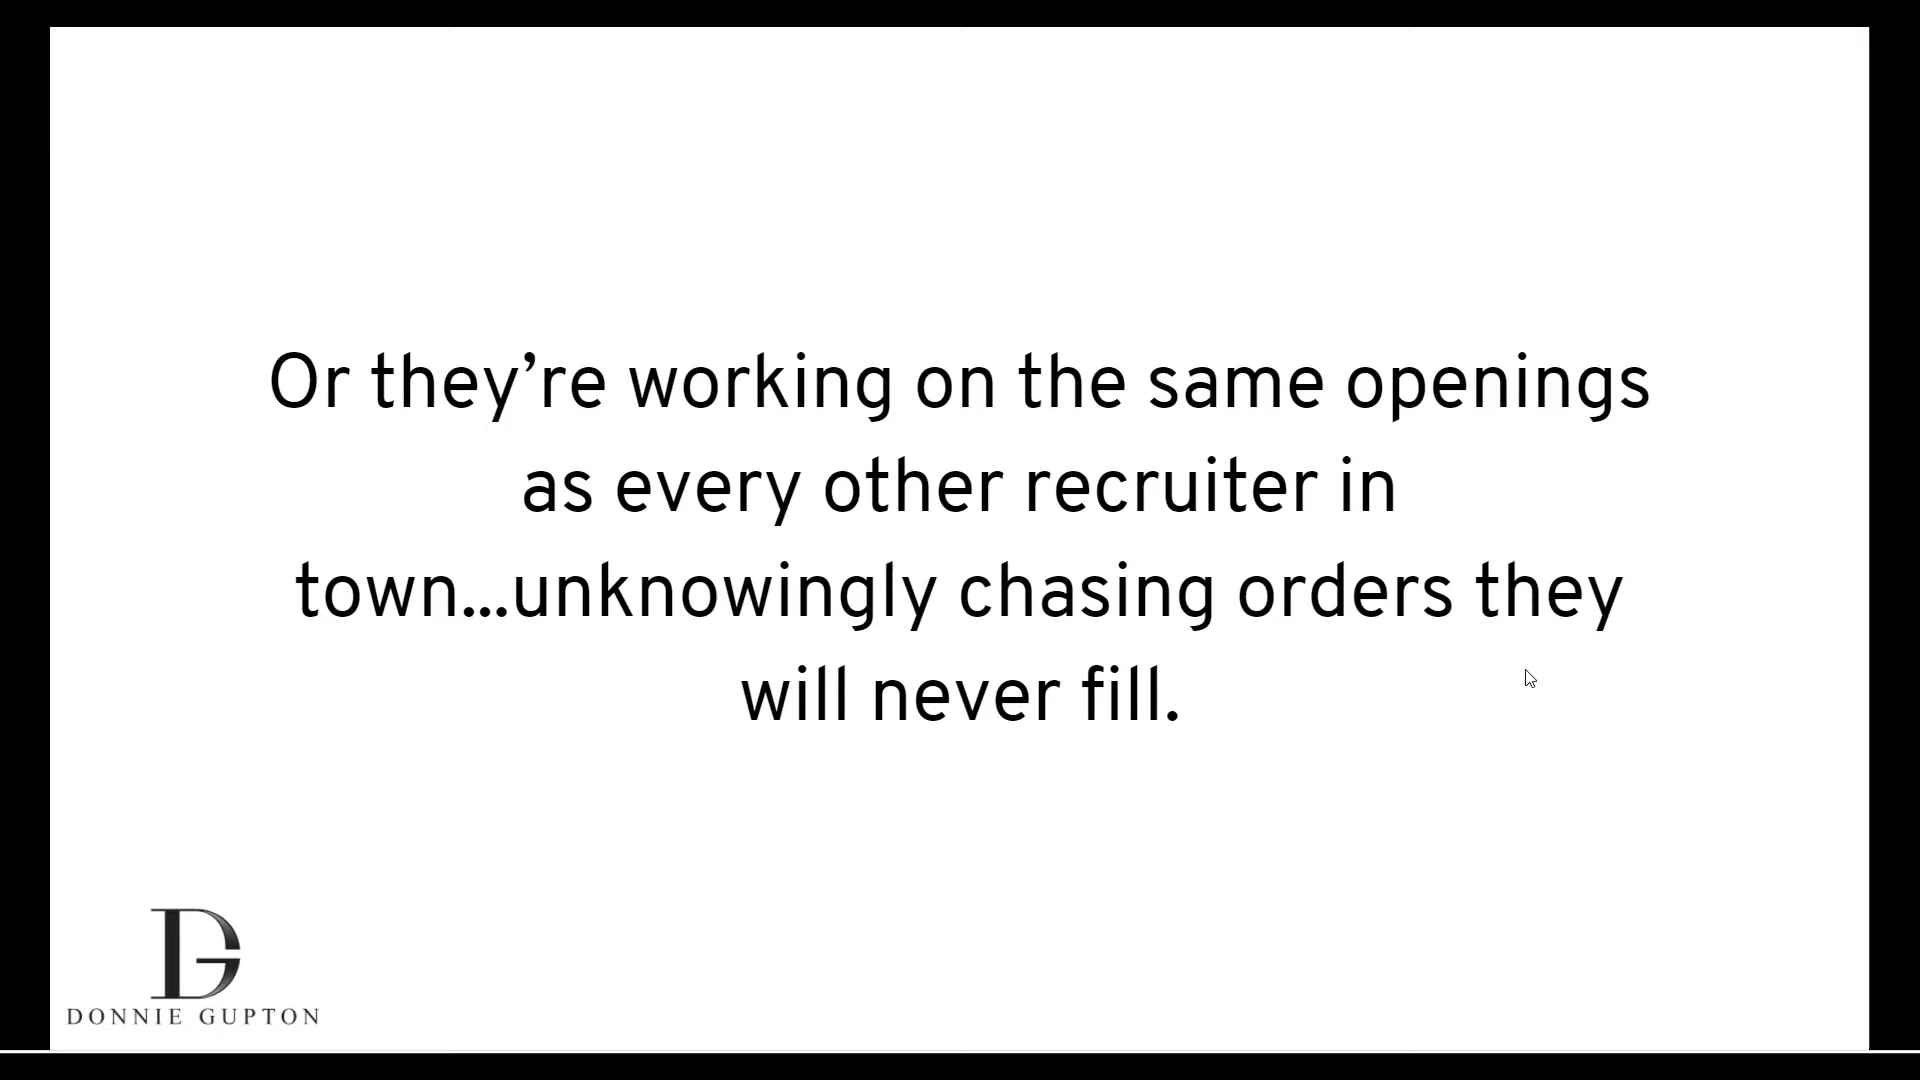 Or they’re working on the same openings
as every other recruiter in
town...unknowingly chasing orders they
will never fill.
DG
DONNIE GUPTON